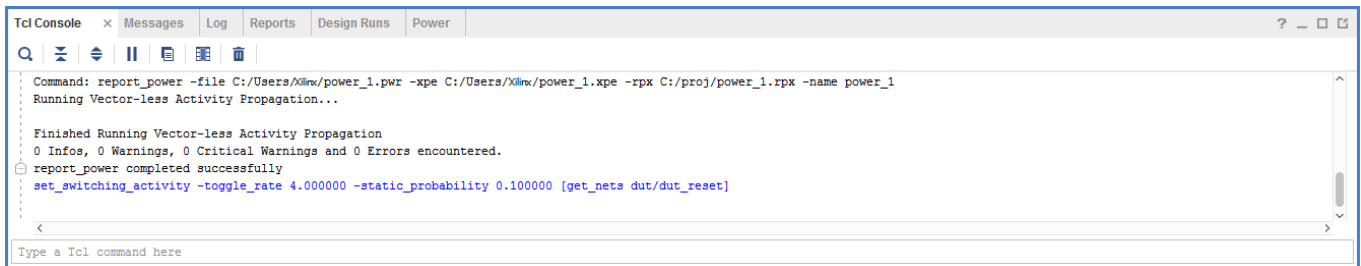 Tcl Console × Messages Log Reports Design Runs Power ?
Command: report_power -file C:/Users/Xilinx/power_1.pwr -xpe C:/Users/Xilinx/power_1.xpe -rpx C:/proj/power_1.rpx -name power_1
Running Vector-less Activity Propagation...
Finished Running Vector-less Activity Propagation
0 Infos, 0 Warnings, 0 Critical Warnings and 0 Errors encountered.
report_power completed successfully
set_switching_activity -toggle_rate 4.000000 -static_probability 0.100000 [get_nets dut/dut_reset]
Type a Tcl command here